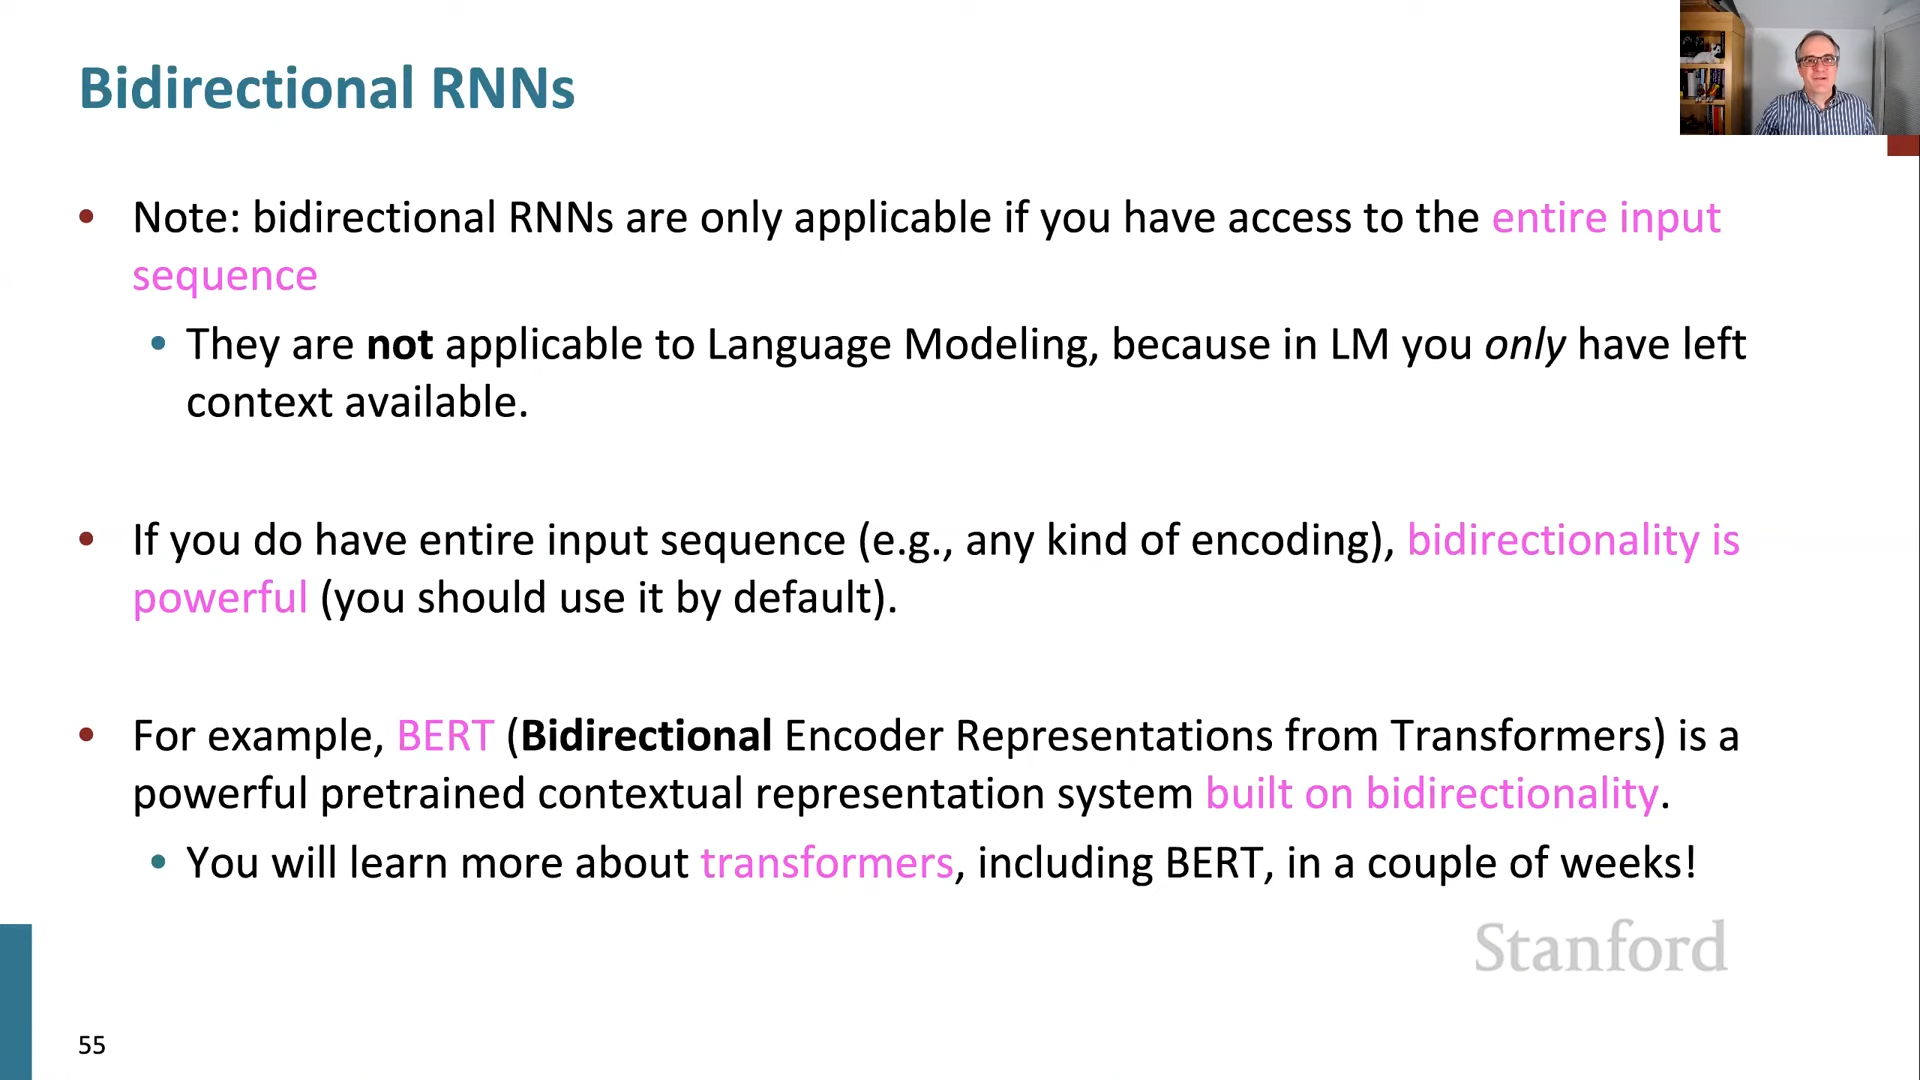 Bidirectional RNNs
• Note: bidirectional RNNs are only applicable if you have access to the entire input
sequence
• They are not applicable to Language Modeling, because in LM you only have left
context available.
• If you do have entire input sequence (e.g., any kind of encoding), bidirectionality is
powerful (you should use it by default).
• For example, BERT (Bidirectional Encoder Representations from Transformers) is a
powerful pretrained contextual representation system built on bidirectionality.
• You will learn more about transformers, including BERT, in a couple of weeks!
Stanford
55